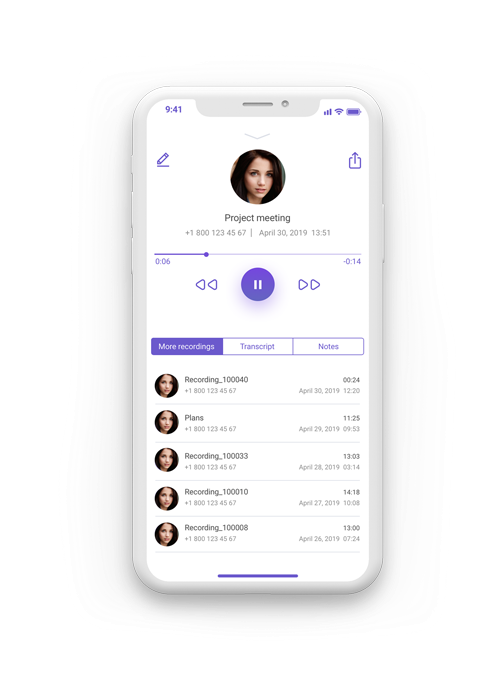 9:41
Project meeting
+1 800 123 45 67 | April 30, 2019 13:51
0:06 -0:14
More recordings Transcript Notes
Recording_100040 00:24
+1 800 123 45 67 April 30, 2019 12:20
Plans 11:25
+1 800 123 45 67 April 29, 2019 09:53
Recording_100033 13:03
+1 800 123 45 67 April 28, 2019 03:14
Recording_100010 14:18
+1 800 123 45 67 April 27, 2019 10:08
Recording_100008 13:00
+1 800 123 45 67 April 26, 2019 07:24